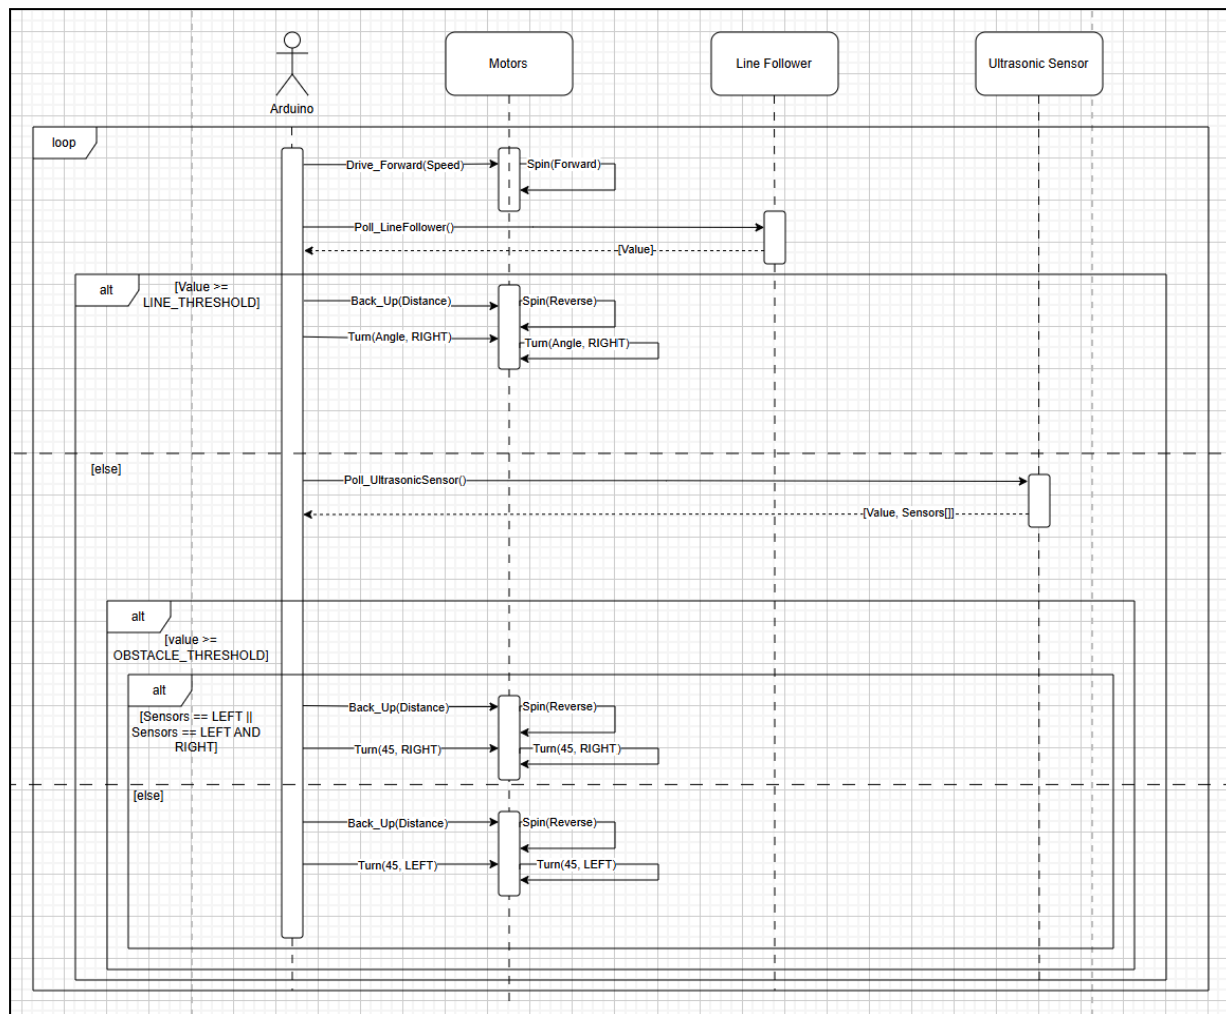 Arduino
Motors
Line Follower
Ultrasonic Sensor
loop
Drive_Forward(Speed)
Spin(Forward)
Poll_LineFollower()
[Value]
alt
[Value >=
LINE_THRESHOLD]
Back_Up(Distance)
Spin(Reverse)
Turn(Angle, RIGHT)
Turn(Angle, RIGHT)
[else]
Poll_UltrasonicSensor()
[Value, Sensors[]]
alt
[value >=
OBSTACLE_THRESHOLD]
alt
[Sensors == LEFT ||
Sensors == LEFT AND
RIGHT]
Back_Up(Distance)
Spin(Reverse)
Turn(45, RIGHT)
Turn(45, RIGHT)
[else]
Back_Up(Distance)
Spin(Reverse)
Turn(45, LEFT)
Turn(45, LEFT)